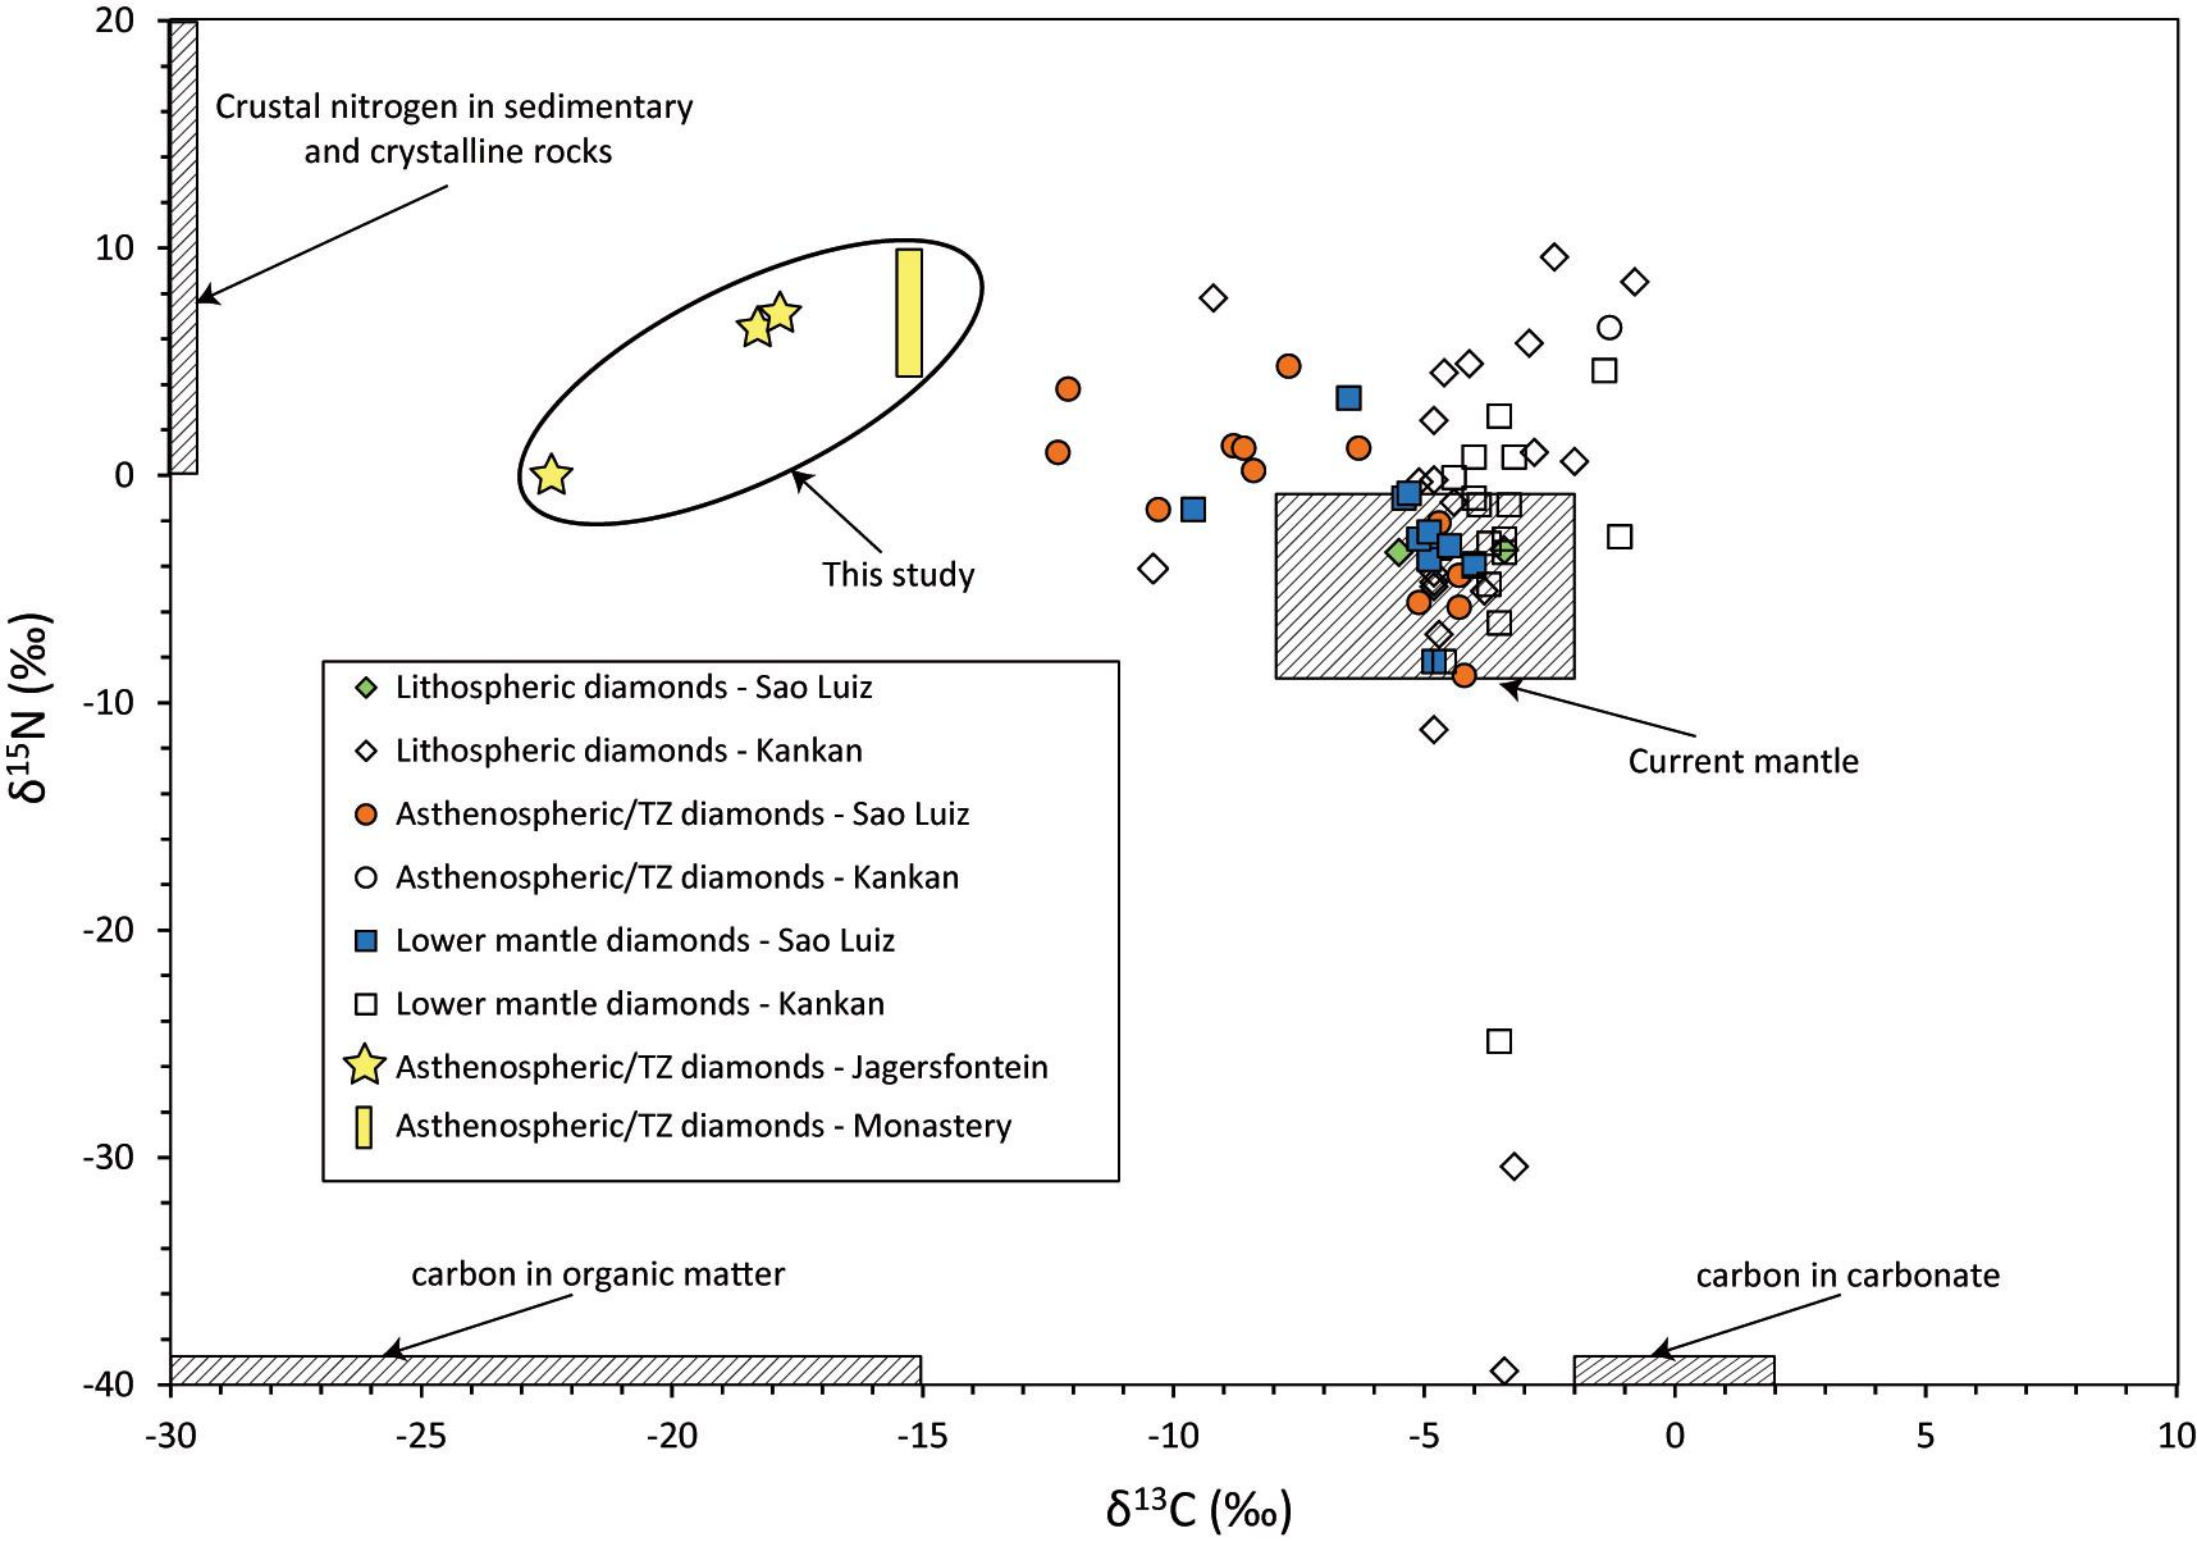 20
10
0
-10
-20
-30
-40
δ15N (‰)
Crustal nitrogen in sedimentary
and crystalline rocks
This study
Current mantle
Lithospheric diamonds - Sao Luiz
Lithospheric diamonds - Kankan
Asthenospheric/TZ diamonds - Sao Luiz
Asthenospheric/TZ diamonds - Kankan
Lower mantle diamonds - Sao Luiz
Lower mantle diamonds - Kankan
Asthenospheric/TZ diamonds - Jagersfontein
Asthenospheric/TZ diamonds - Monastery
carbon in organic matter
carbon in carbonate
-30 -25 -20 -15 -10 -5 0 5 10
δ13C (‰)